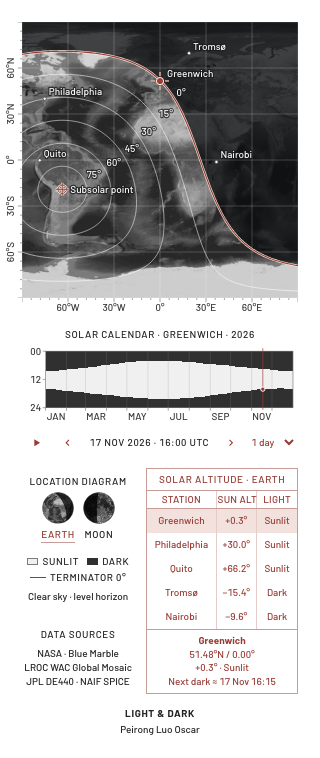 Tromsø
Greenwich
0°
Philadelphia
15°
30°
45°
Quito
60°
Nairobi
75°
Subsolar point
60°N
30°N
0°
30°S
60°S
60°W 30°W 0° 30°E 60°E
SOLAR CALENDAR · GREENWICH · 2026
00
12
24
JAN MAR MAY JUL SEP NOV
17 NOV 2026 · 16:00 UTC
1 day
LOCATION DIAGRAM
EARTH MOON
SUNLIT DARK
TERMINATOR 0°
Clear sky · level horizon
DATA SOURCES
NASA · Blue Marble
LROC WAC Global Mosaic
JPL DE440 · NAIF SPICE
SOLAR ALTITUDE · EARTH
STATION SUN ALT LIGHT
Greenwich +0.3° Sunlit
Philadelphia +30.0° Sunlit
Quito +66.2° Sunlit
Tromsø −15.4° Dark
Nairobi −9.6° Dark
Greenwich
51.48°N / 0.00°
+0.3° · Sunlit
Next dark ≈ 17 Nov 16:15
LIGHT & DARK
Peirong Luo Oscar